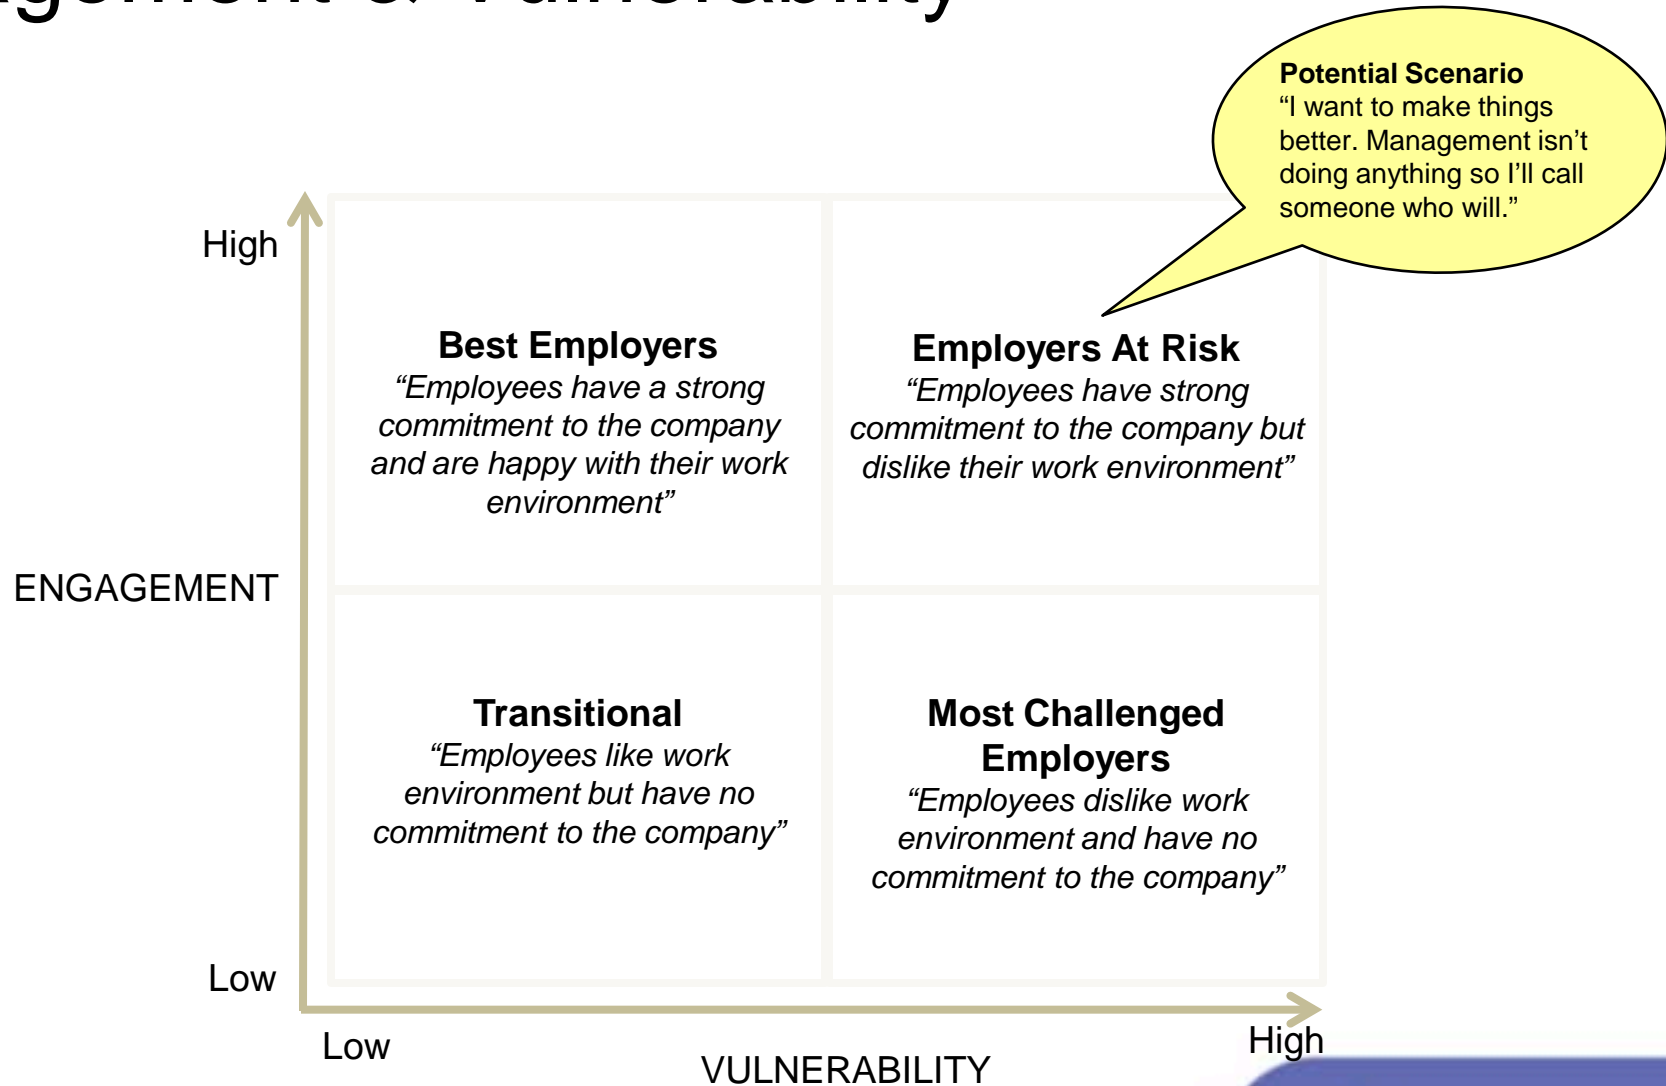 gement & Vulnerability
Potential Scenario
“I want to make things
better. Management isn’t
doing anything so I’ll call
someone who will.”
High
Best Employers
“Employees have a strong
commitment to the company
and are happy with their work
environment”
Employers At Risk
“Employees have strong
commitment to the company but
dislike their work environment”
ENGAGEMENT
Transitional
“Employees like work
environment but have no
commitment to the company”
Most Challenged
Employers
“Employees dislike work
environment and have no
commitment to the company”
Low
Low
VULNERABILITY
High